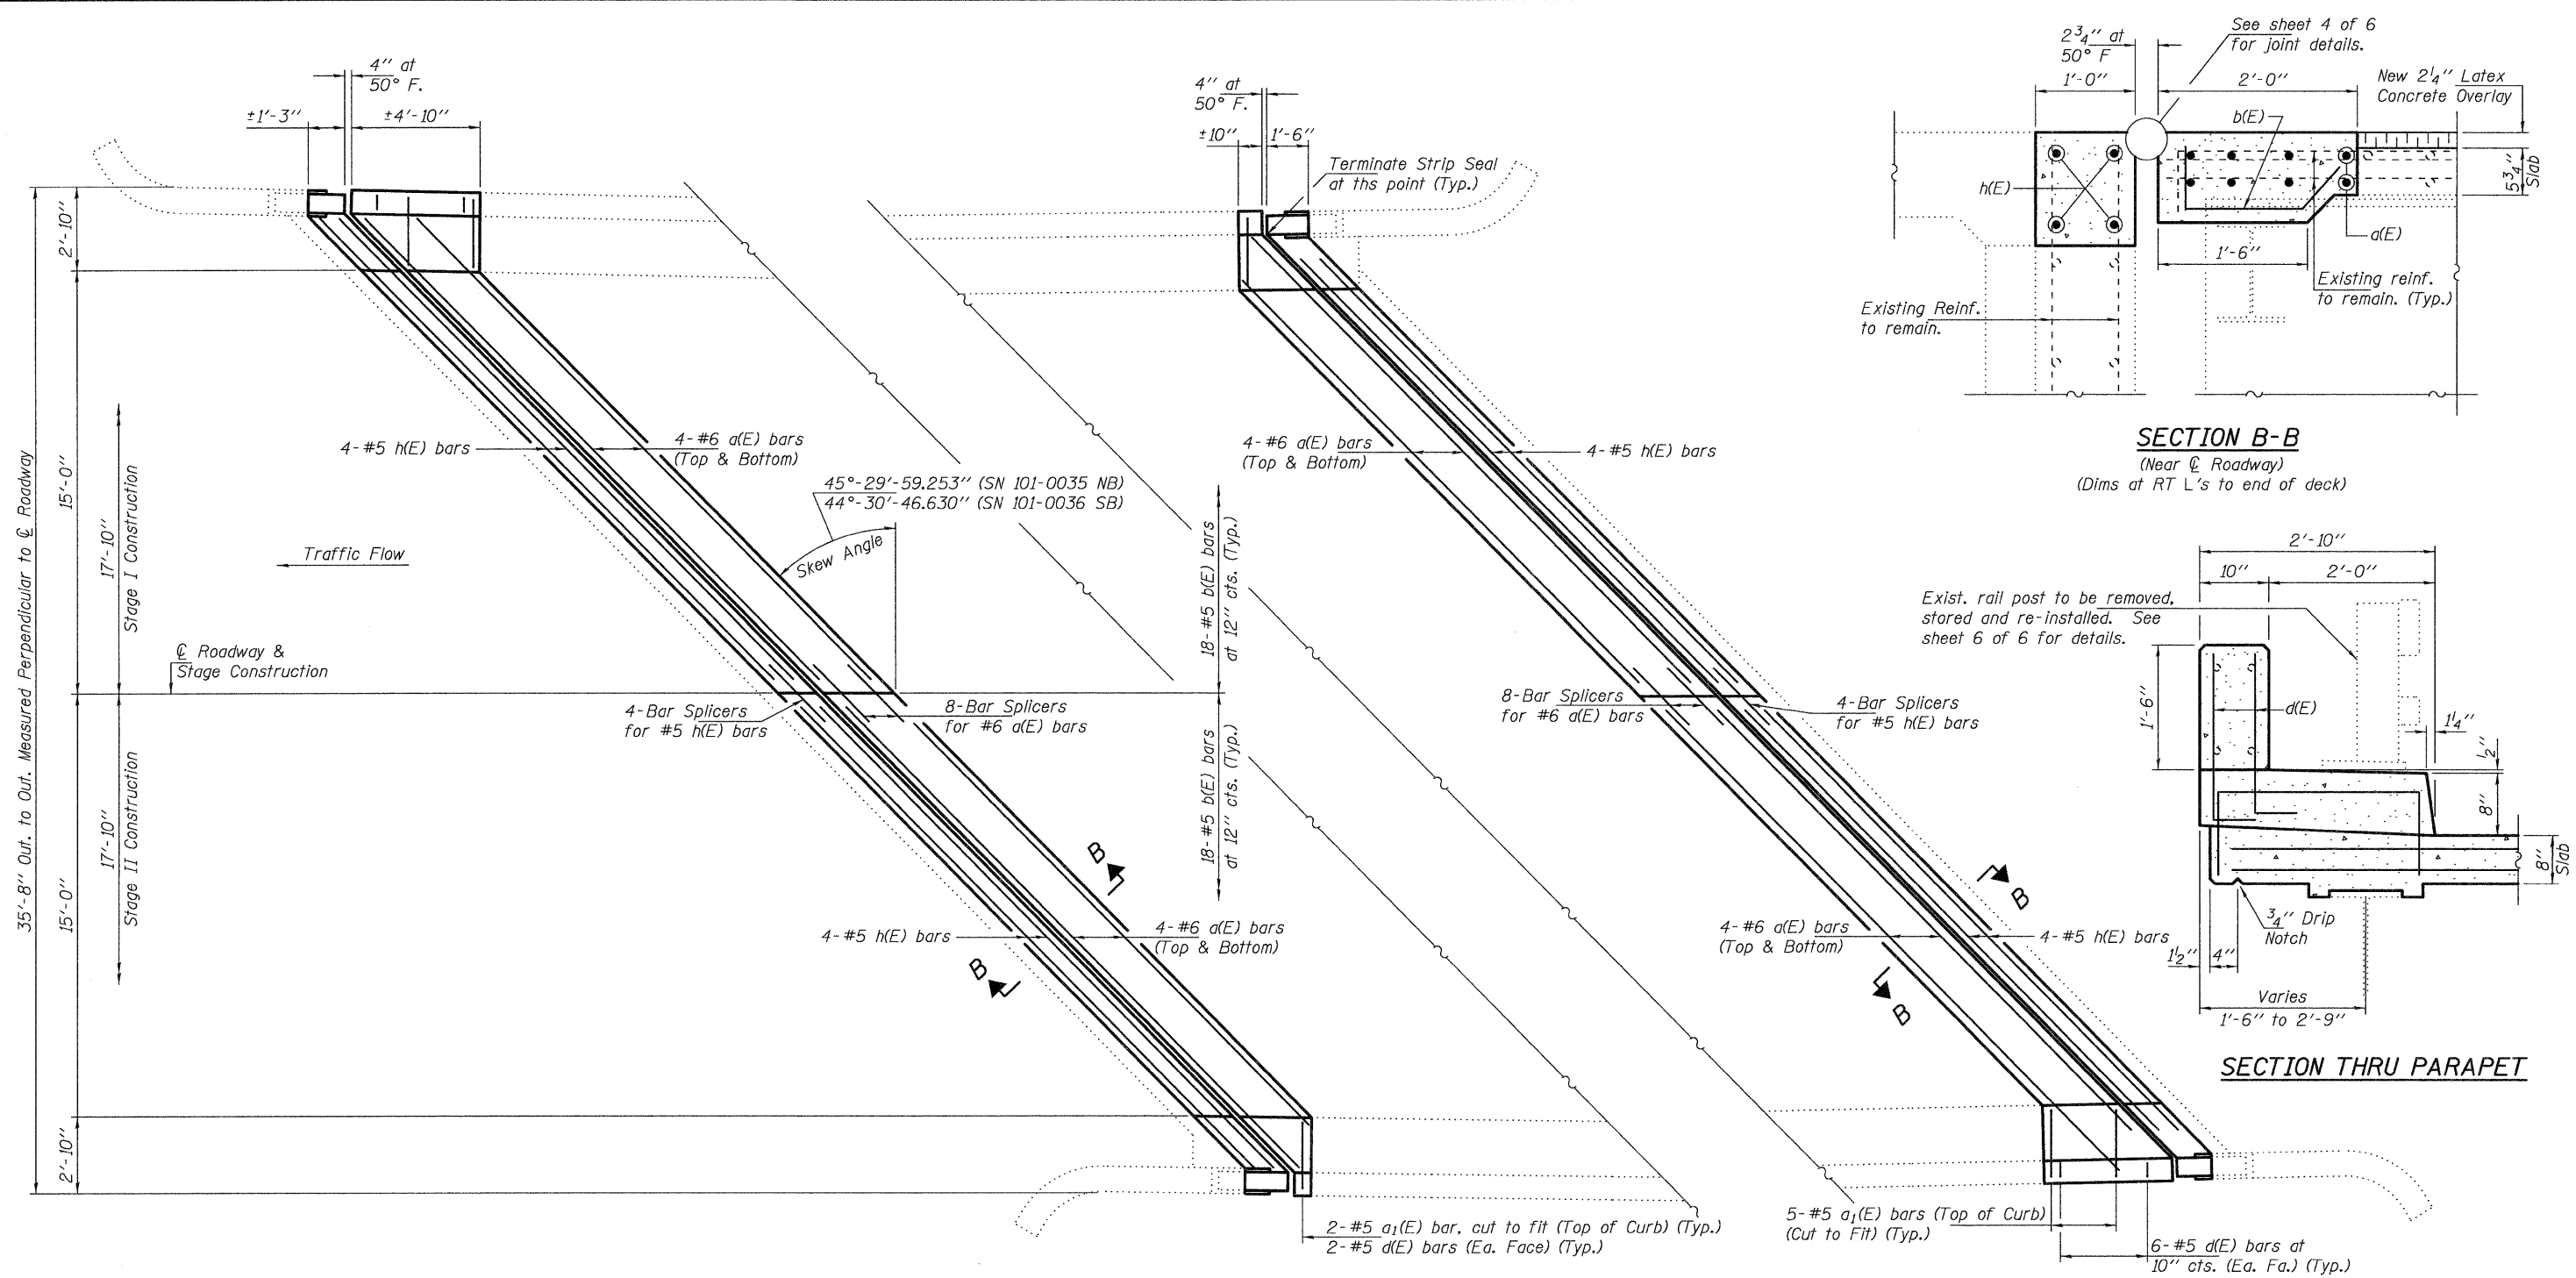 4'' at
50° F.
±1'-3''
±4'-10''
4'' at
50° F.
±10''
1'-6''
Terminate Strip Seal
at ths point (Typ.)
2'-10''
15'-0''
17'-10''
Stage I Construction
35'-8'' Out. to Out. Measured Perpendicular to ℄ Roadway
4-#5 h(E) bars
4-#6 a(E) bars
(Top & Bottom)
45°-29'-59.253'' (SN 101-0035 NB)
44°-30'-46.630'' (SN 101-0036 SB)
Skew Angle
Traffic Flow
℄ Roadway &
Stage Construction
4-#6 a(E) bars
(Top & Bottom)
4-#5 h(E) bars
18-#5 b(E) bars
at 12'' cts. (Typ.)
4-Bar Splicers
for #5 h(E) bars
8-Bar Splicers
for #6 a(E) bars
8-Bar Splicers
for #6 a(E) bars
4-Bar Splicers
for #5 h(E) bars
18-#5 b(E) bars
at 12'' cts. (Typ.)
17'-10''
Stage II Construction
15'-0''
2'-10''
B
B
4-#5 h(E) bars
4-#6 a(E) bars
(Top & Bottom)
B
B
4-#6 a(E) bars
(Top & Bottom)
4-#5 h(E) bars
2-#5 a₁(E) bar, cut to fit (Top of Curb) (Typ.)
2-#5 d(E) bars (Ea. Face) (Typ.)
5-#5 a₁(E) bars (Top of Curb)
(Cut to Fit) (Typ.)
6-#5 d(E) bars at
10'' cts. (Ea. Fa.) (Typ.)
2¾'' at
50° F
See sheet 4 of 6
for joint details.
1'-0''
2'-0''
New 2¼'' Latex
Concrete Overlay
b(E)
h(E)
5¾''
Slab
a(E)
1'-6''
Existing reinf.
to remain. (Typ.)
Existing Reinf.
to remain.
SECTION B-B
(Near ℄ Roadway)
(Dims at RT L's to end of deck)
2'-10''
10''
2'-0''
Exist. rail post to be removed,
stored and re-installed. See
sheet 6 of 6 for details.
1'-6''
d(E)
1¼''
½''
8''
8''
Slab
¾'' Drip
Notch
1½''
4''
Varies
1'-6'' to 2'-9''
SECTION THRU PARAPET